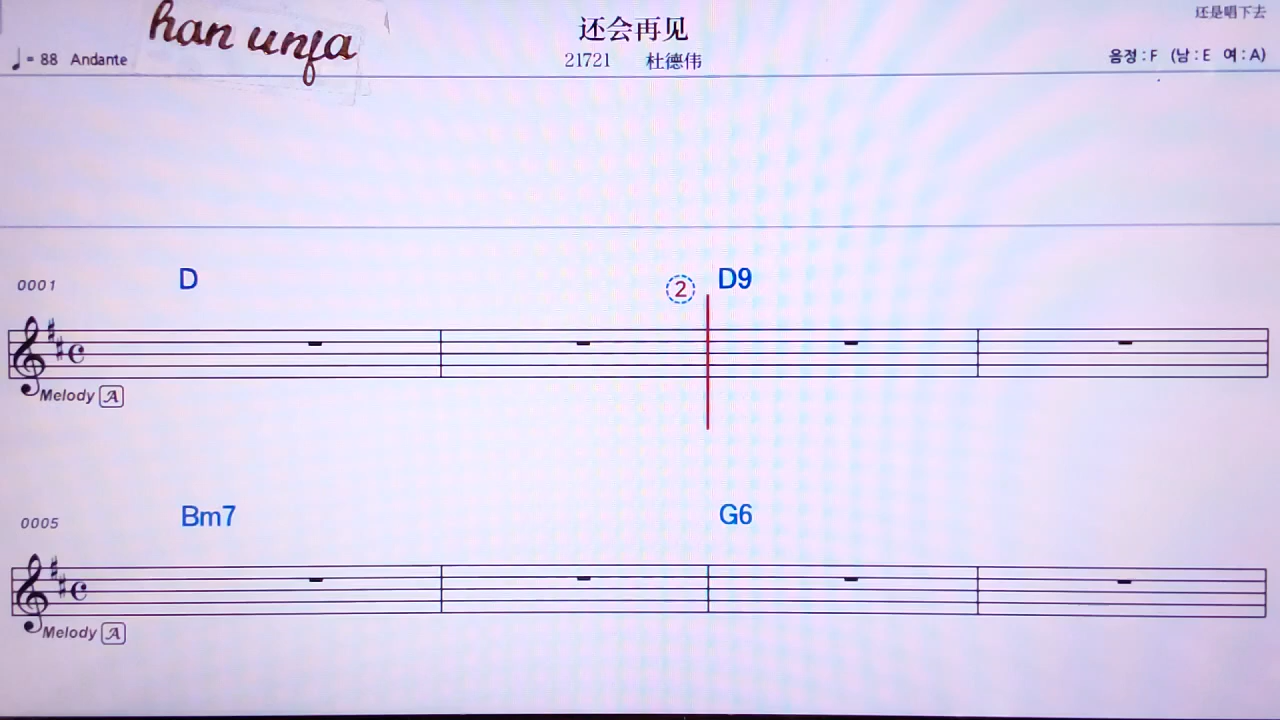 还是唱下去
han unfa
还会再见
♩= 88 Andante
21721 杜德伟
음정 : F (남 : E 여 : A)
0001 D ② D9
Melody A
0005 Bm7 G6
Melody A